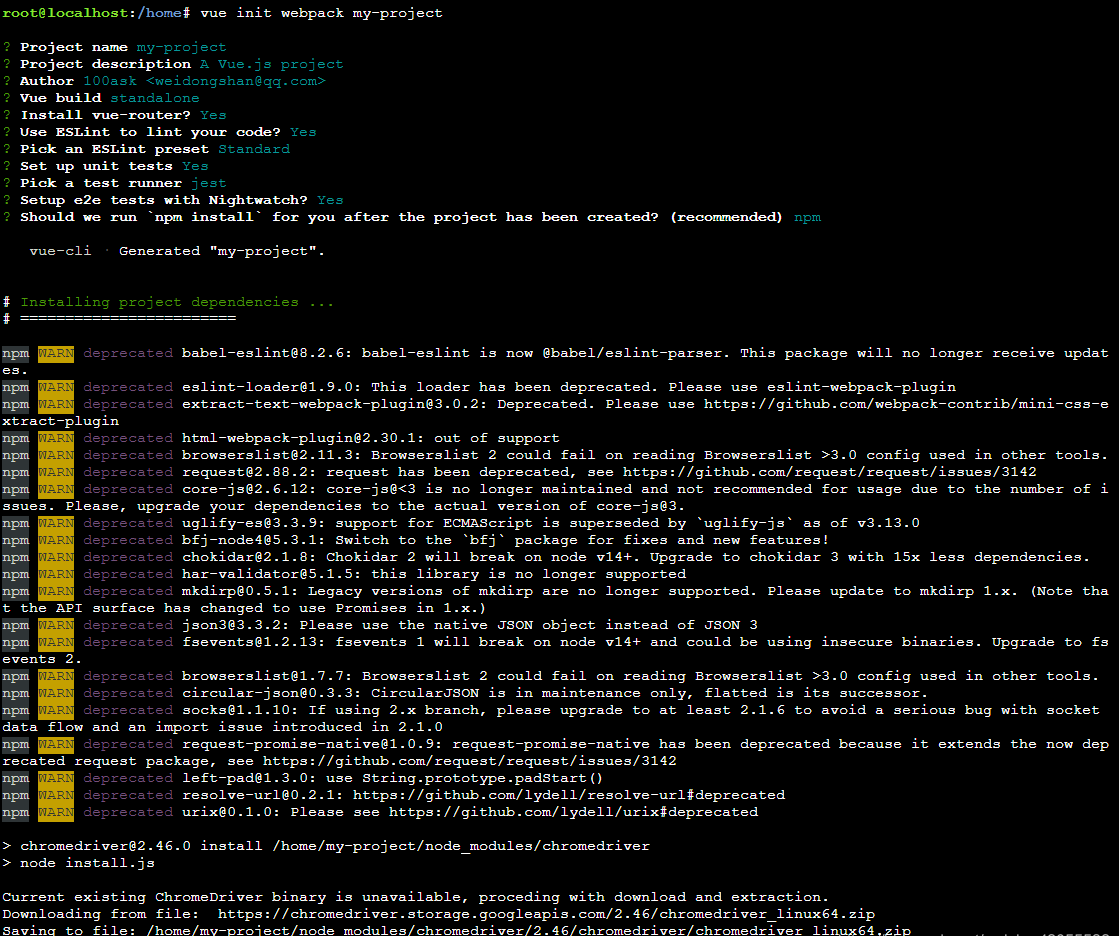 root@localhost:/home# vue init webpack my-project
? Project name my-project
? Project description A Vue.js project
? Author 100ask <weidongshan@qq.com>
? Vue build standalone
? Install vue-router? Yes
? Use ESLint to lint your code? Yes
? Pick an ESLint preset Standard
? Set up unit tests Yes
? Pick a test runner jest
? Setup e2e tests with Nightwatch? Yes
? Should we run `npm install` for you after the project has been created? (recommended) npm
vue-cli · Generated "my-project".
# Installing project dependencies ...
# ========================
npm WARN deprecated babel-eslint@8.2.6: babel-eslint is now @babel/eslint-parser. This package will no longer receive updat
es.
npm WARN deprecated eslint-loader@1.9.0: This loader has been deprecated. Please use eslint-webpack-plugin
npm WARN deprecated extract-text-webpack-plugin@3.0.2: Deprecated. Please use https://github.com/webpack-contrib/mini-css-e
xtract-plugin
npm WARN deprecated html-webpack-plugin@2.30.1: out of support
npm WARN deprecated browserslist@2.11.3: Browserslist 2 could fail on reading Browserslist >3.0 config used in other tools.
npm WARN deprecated request@2.88.2: request has been deprecated, see https://github.com/request/request/issues/3142
npm WARN deprecated core-js@2.6.12: core-js@<3 is no longer maintained and not recommended for usage due to the number of i
ssues. Please, upgrade your dependencies to the actual version of core-js@3.
npm WARN deprecated uglify-es@3.3.9: support for ECMAScript is superseded by `uglify-js` as of v3.13.0
npm WARN deprecated bfj-node4@5.3.1: Switch to the `bfj` package for fixes and new features!
npm WARN deprecated chokidar@2.1.8: Chokidar 2 will break on node v14+. Upgrade to chokidar 3 with 15x less dependencies.
npm WARN deprecated har-validator@5.1.5: this library is no longer supported
npm WARN deprecated mkdirp@0.5.1: Legacy versions of mkdirp are no longer supported. Please update to mkdirp 1.x. (Note tha
t the API surface has changed to use Promises in 1.x.)
npm WARN deprecated json3@3.3.2: Please use the native JSON object instead of JSON 3
npm WARN deprecated fsevents@1.2.13: fsevents 1 will break on node v14+ and could be using insecure binaries. Upgrade to fs
events 2.
npm WARN deprecated browserslist@1.7.7: Browserslist 2 could fail on reading Browserslist >3.0 config used in other tools.
npm WARN deprecated circular-json@0.3.3: CircularJSON is in maintenance only, flatted is its successor.
npm WARN deprecated socks@1.1.10: If using 2.x branch, please upgrade to at least 2.1.6 to avoid a serious bug with socket
data flow and an import issue introduced in 2.1.0
npm WARN deprecated request-promise-native@1.0.9: request-promise-native has been deprecated because it extends the now dep
recated request package, see https://github.com/request/request/issues/3142
npm WARN deprecated left-pad@1.3.0: use String.prototype.padStart()
npm WARN deprecated resolve-url@0.2.1: https://github.com/lydell/resolve-url#deprecated
npm WARN deprecated urix@0.1.0: Please see https://github.com/lydell/urix#deprecated
> chromedriver@2.46.0 install /home/my-project/node_modules/chromedriver
> node install.js
Current existing ChromeDriver binary is unavailable, proceding with download and extraction.
Downloading from file:  https://chromedriver.storage.googleapis.com/2.46/chromedriver_linux64.zip
Saving to file: /home/my-project/node_modules/chromedriver/2.46/chromedriver/chromedriver_linux64.zip